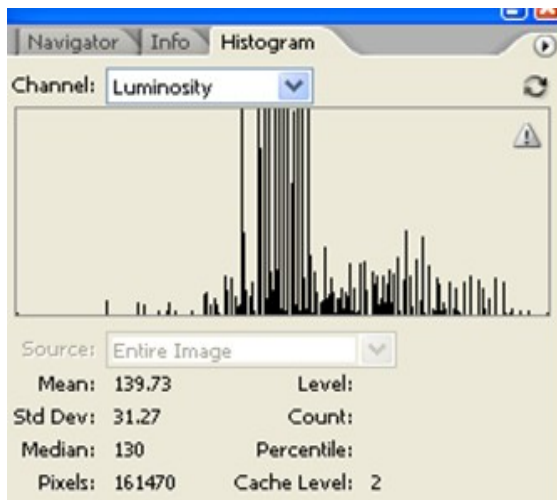 Navigator Info Histogram
Channel: Luminosity
Source: Entire Image
Mean: 139.73 Level:
Std Dev: 31.27 Count:
Median: 130 Percentile:
Pixels: 161470 Cache Level: 2